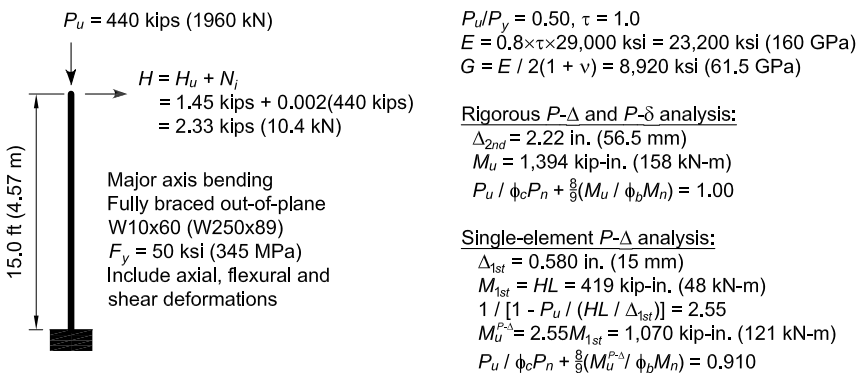 P_u = 440 kips (1960 kN)
H = H_u + N_i
= 1.45 kips + 0.002(440 kips)
= 2.33 kips (10.4 kN)
15.0 ft (4.57 m)
Major axis bending
Fully braced out-of-plane
W10x60 (W250x89)
F_y = 50 ksi (345 MPa)
Include axial, flexural and
shear deformations
P_u/P_y = 0.50, τ = 1.0
E = 0.8×τ×29,000 ksi = 23,200 ksi (160 GPa)
G = E / 2(1 + ν) = 8,920 ksi (61.5 GPa)
Rigorous P-Δ and P-δ analysis:
Δ_2nd = 2.22 in. (56.5 mm)
M_u = 1,394 kip-in. (158 kN-m)
P_u / ϕ_cP_n + 8/9(M_u / ϕ_bM_n) = 1.00
Single-element P-Δ analysis:
Δ_1st = 0.580 in. (15 mm)
M_1st = HL = 419 kip-in. (48 kN-m)
1 / [1 - P_u / (HL / Δ_1st)] = 2.55
M_u^P-Δ = 2.55M_1st = 1,070 kip-in. (121 kN-m)
P_u / ϕ_cP_n + 8/9(M_u^P-Δ / ϕ_bM_n) = 0.910